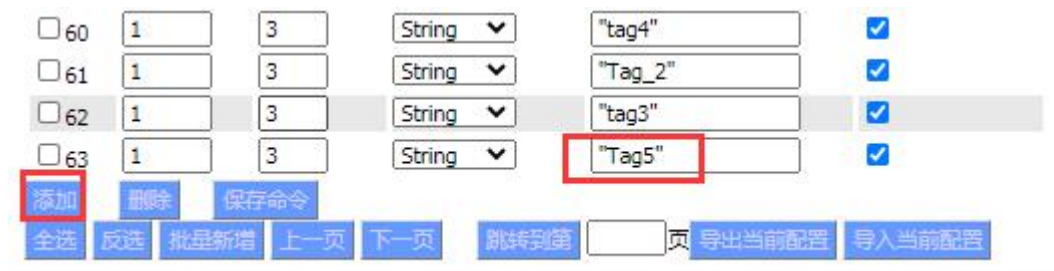 60 1 3 String "tag4"
61 1 3 String "Tag_2"
62 1 3 String "tag3"
63 1 3 String "Tag5"
添加 删除 保存命令
全选 反选 批量新增 上一页 下一页 跳转到第 页 导出当前配置 导入当前配置